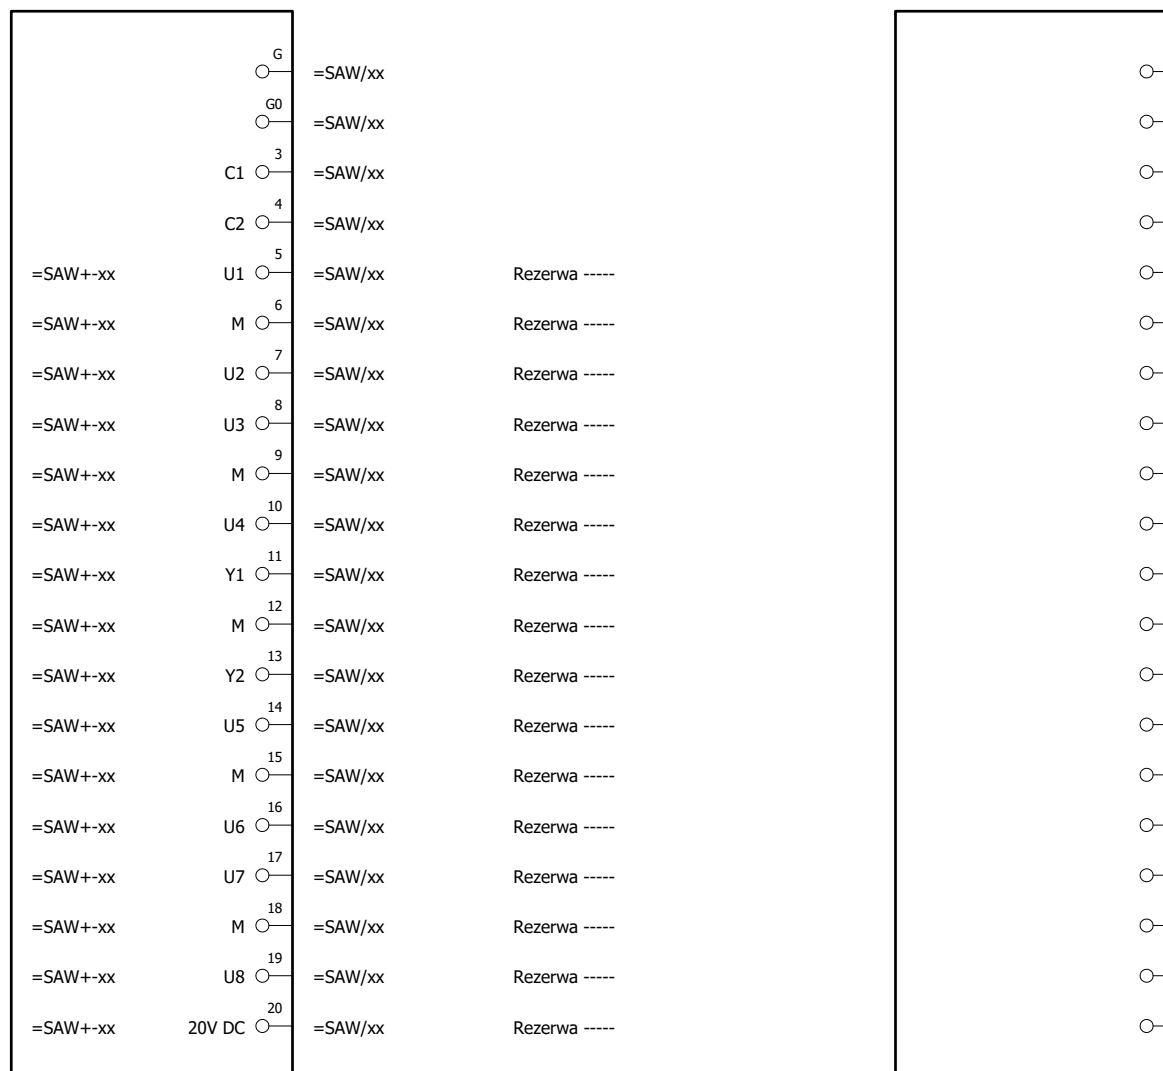 G
=SAW/xx
G0
=SAW/xx
3
C1 =SAW/xx
4
C2 =SAW/xx
5
=SAW+-xx U1 =SAW/xx Rezerwa -----
6
=SAW+-xx M =SAW/xx Rezerwa -----
7
=SAW+-xx U2 =SAW/xx Rezerwa -----
8
=SAW+-xx U3 =SAW/xx Rezerwa -----
9
=SAW+-xx M =SAW/xx Rezerwa -----
10
=SAW+-xx U4 =SAW/xx Rezerwa -----
11
=SAW+-xx Y1 =SAW/xx Rezerwa -----
12
=SAW+-xx M =SAW/xx Rezerwa -----
13
=SAW+-xx Y2 =SAW/xx Rezerwa -----
14
=SAW+-xx U5 =SAW/xx Rezerwa -----
15
=SAW+-xx M =SAW/xx Rezerwa -----
16
=SAW+-xx U6 =SAW/xx Rezerwa -----
17
=SAW+-xx U7 =SAW/xx Rezerwa -----
18
=SAW+-xx M =SAW/xx Rezerwa -----
19
=SAW+-xx U8 =SAW/xx Rezerwa -----
20
=SAW+-xx 20V DC =SAW/xx Rezerwa -----